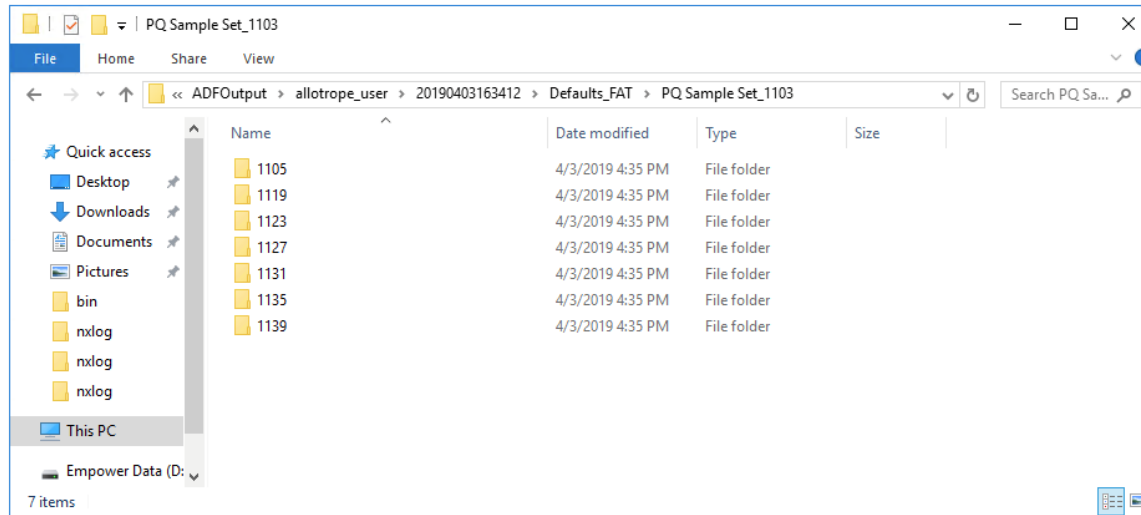 PQ Sample Set_1103
File Home Share View
« ADFOutput > allotrope_user > 20190403163412 > Defaults_FAT > PQ Sample Set_1103
Search PQ Sa...
Name Date modified Type Size
Quick access
Desktop
Downloads
Documents
Pictures
bin
nxlog
nxlog
nxlog
This PC
Empower Data (D:
1105 4/3/2019 4:35 PM File folder
1119 4/3/2019 4:35 PM File folder
1123 4/3/2019 4:35 PM File folder
1127 4/3/2019 4:35 PM File folder
1131 4/3/2019 4:35 PM File folder
1135 4/3/2019 4:35 PM File folder
1139 4/3/2019 4:35 PM File folder
7 items